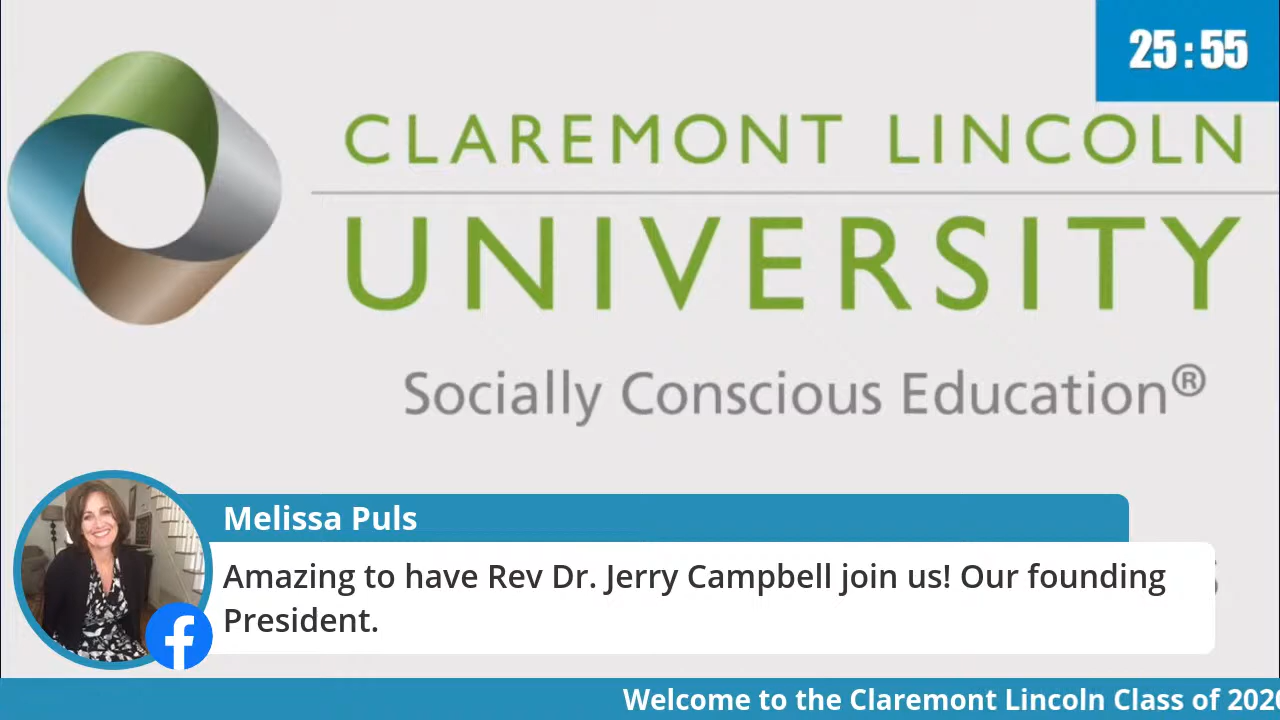 25:55
CLAREMONT LINCOLN
UNIVERSITY
Socially Conscious Education®
Melissa Puls
Amazing to have Rev Dr. Jerry Campbell join us! Our founding
President.
Welcome to the Claremont Lincoln Class of 2020